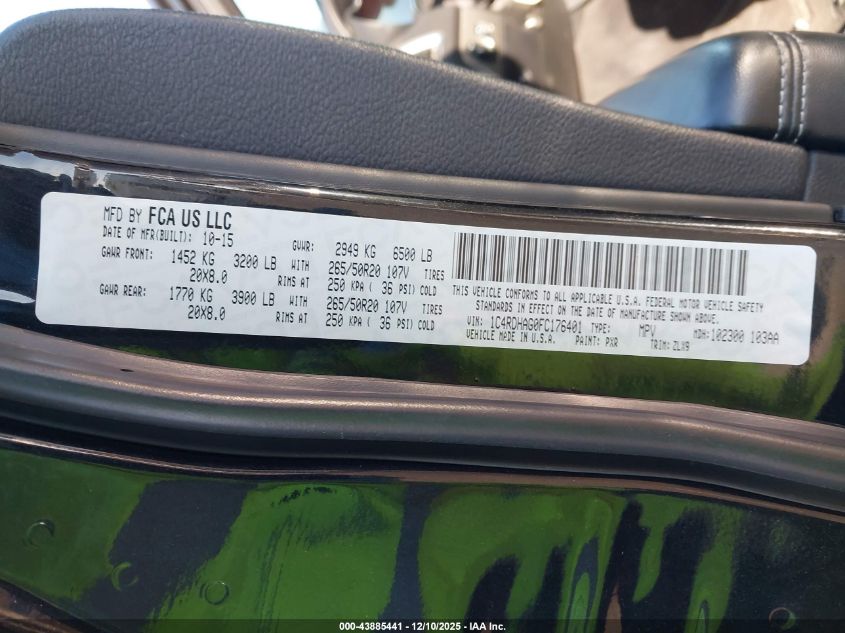 MFD BY FCA US LLC
DATE OF MFR(BUILT): 10-15 GVWR: 2949 KG 6500 LB
GAWR FRONT: 1452 KG 3200 LB WITH 265/50R20 107V TIRES
20X8.0 RIMS AT 250 KPA ( 36 PSI) COLD
GAWR REAR: 1770 KG 3900 LB WITH 265/50R20 107V TIRES
20X8.0 RIMS AT 250 KPA ( 36 PSI) COLD
THIS VEHICLE CONFORMS TO ALL APPLICABLE U.S.A. FEDERAL MOTOR VEHICLE SAFETY
STANDARDS IN EFFECT ON THE DATE OF MANUFACTURE SHOWN ABOVE.
VIN: 1C4RDHAG0FC176401 TYPE: MPV MDH: 102300 103AA
VEHICLE MADE IN U.S.A. PAINT: PXR TRIM: ZLX9
000-43885441 — 12/10/2025 — IAA Inc.